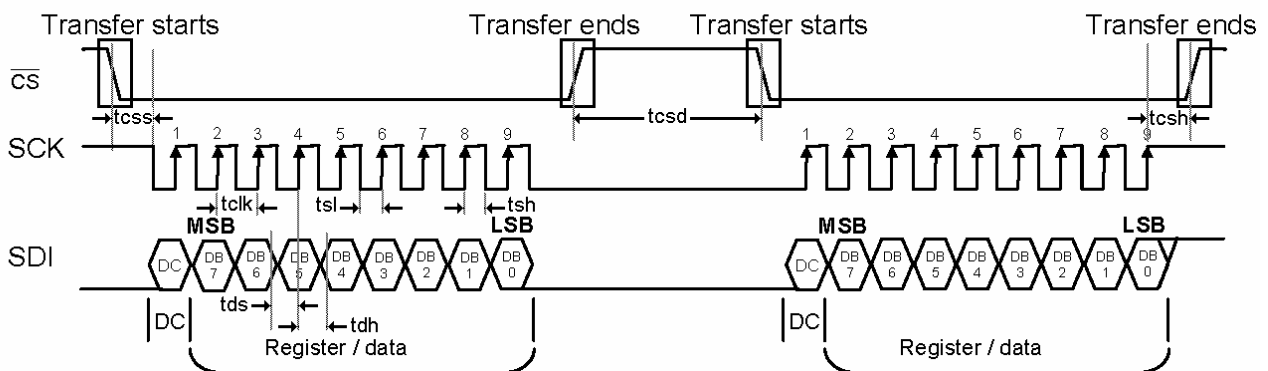 Transfer starts Transfer ends Transfer starts Transfer ends
CS
tcss tcsd tcsh
1 2 3 4 5 6 7 8 9 1 2 3 4 5 6 7 8 9
SCK
tclk tsl tsh
MSB LSB MSB LSB
SDI
DC DB 7 DB 6 DB 5 DB 4 DB 3 DB 2 DB 1 DB 0 DC DB 7 DB 6 DB 5 DB 4 DB 3 DB 2 DB 1 DB 0
tds
DC tdh DC
Register / data Register / data